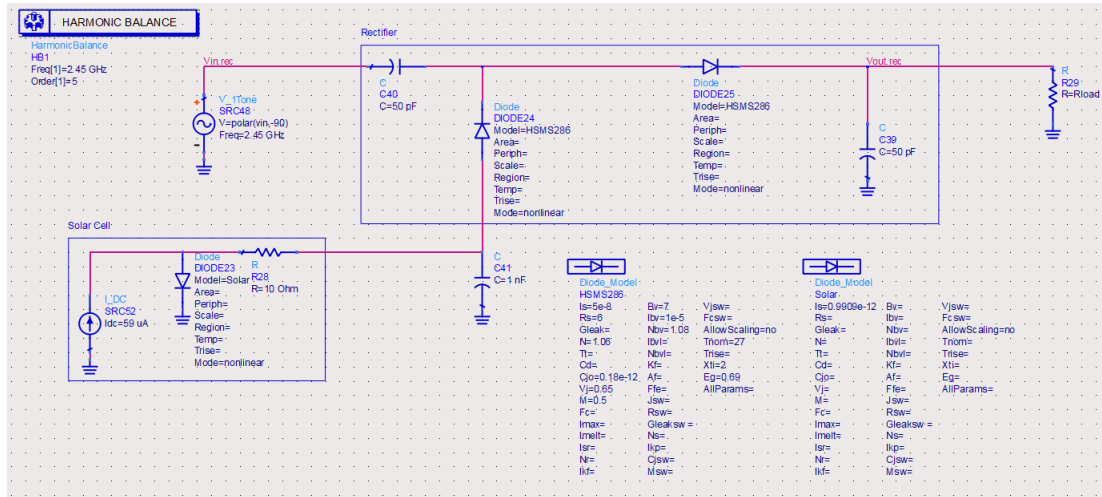 HARMONIC BALANCE
HarmonicBalance
HB1
Freq[1]=2.45 GHz
Order[1]=5
Rectifier
Vin_rec
C
C40
C=50 pF
Diode
DIODE25
Model=HSMS286
Area=
Periph=
Scale=
Region=
Temp=
Trise=
Mode=nonlinear
Vout_rec
R
R29
R=Rload
V_1Tone
SRC48
V=polar(vin,-90)
Freq=2.45 GHz
Diode
DIODE24
Model=HSMS286
Area=
Periph=
Scale=
Region=
Temp=
Trise=
Mode=nonlinear
C
C39
C=50 pF
Solar Cell
I_DC
SRC52
Idc=59 uA
Diode
DIODE23
Model=Solar
Area=
Periph=
Scale=
Region=
Temp=
Trise=
Mode=nonlinear
R
R28
R=10 Ohm
C
C41
C=1 nF
Diode_Model
HSMS286
Is=5e-8 Bv=7 Vjsw=
Rs=6 Ibv=1e-5 Fcsw=
Gleak= Nbv=1.08 AllowScaling=no
N=1.06 Ibvl= Tnom=27
Tt= Nbvl= Trise=
Cd= Kf= Xti=2
Cjo=0.18e-12 Af= Eg=0.69
Vj=0.65 Ffe= AllParams=
M=0.5 Jsw=
Fc= Rsw=
Imax= Gleaksw=
Imelt= Ns=
Isr= Ikp=
Nr= Cjsw=
Ikf= Msw=
Diode_Model
Solar
Is=0.9909e-12 Bv= Vjsw=
Rs= Ibv= Fcsw=
Gleak= Nbv= AllowScaling=no
N= Ibvl= Tnom=
Tt= Nbvl= Trise=
Cd= Kf= Xti=
Cjo= Af= Eg=
Vj= Ffe= AllParams=
M= Jsw=
Fc= Rsw=
Imax= Gleaksw=
Imelt= Ns=
Isr= Ikp=
Nr= Cjsw=
Ikf= Msw=